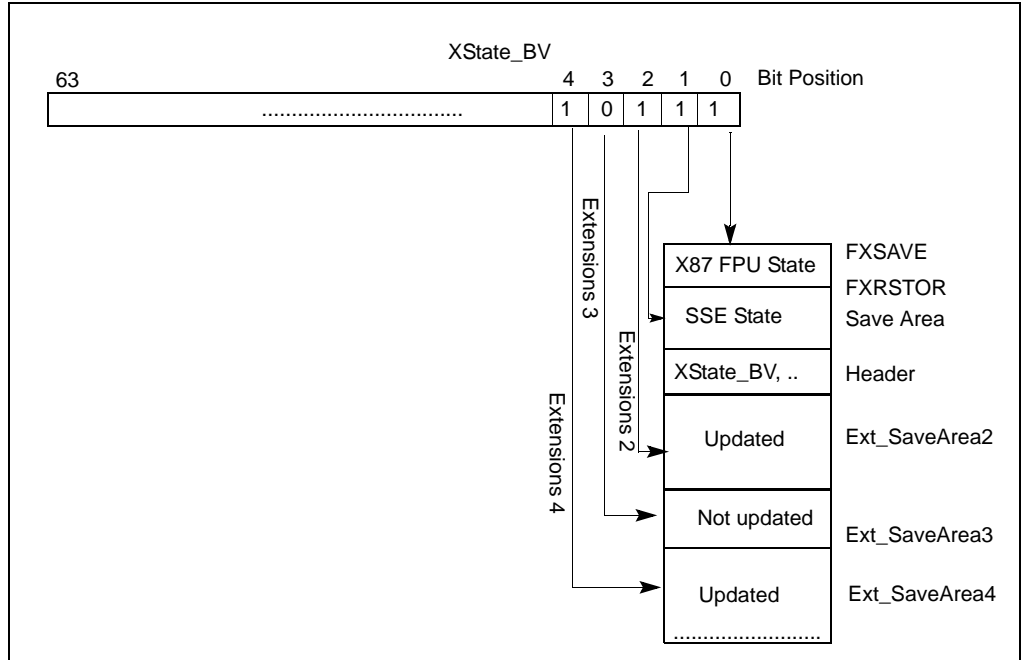 XState_BV
63 4 3 2 1 0 Bit Position
.................................. 1 0 1 1 1
Extensions 3
Extensions 2
Extensions 4
X87 FPU State FXSAVE
FXRSTOR
SSE State Save Area
XState_BV, .. Header
Updated Ext_SaveArea2
Not updated
Ext_SaveArea3
Updated Ext_SaveArea4
.........................